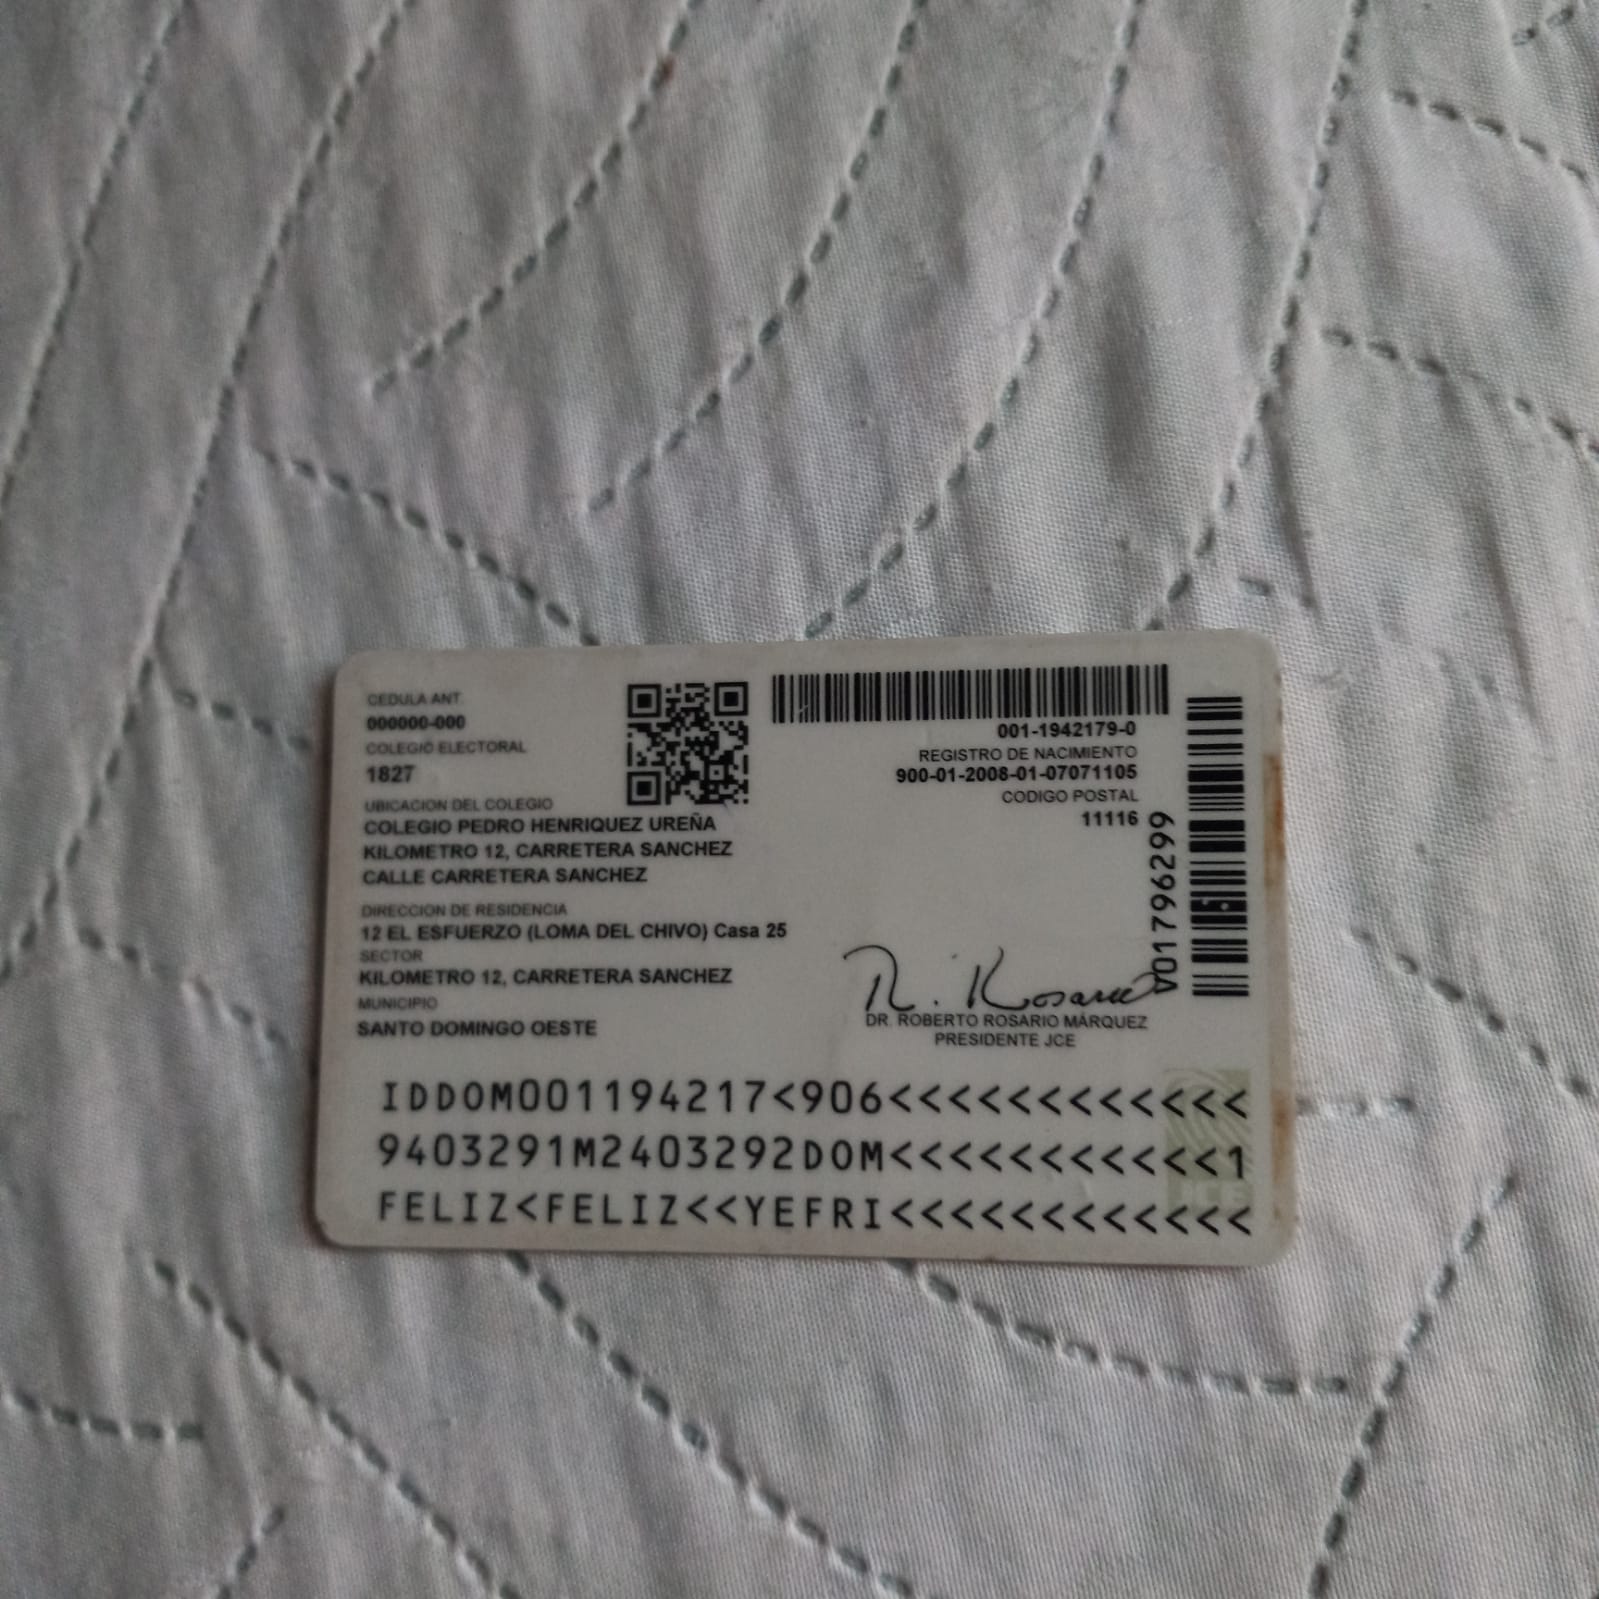 CEDULA ANT.
000000-000
COLEGIO ELECTORAL
1827
UBICACION DEL COLEGIO
COLEGIO PEDRO HENRIQUEZ UREÑA
KILOMETRO 12, CARRETERA SANCHEZ
CALLE CARRETERA SANCHEZ
DIRECCION DE RESIDENCIA
12 EL ESFUERZO (LOMA DEL CHIVO) Casa 25
SECTOR
KILOMETRO 12, CARRETERA SANCHEZ
MUNICIPIO
SANTO DOMINGO OESTE
001-1942179-0
REGISTRO DE NACIMIENTO
900-01-2008-01-07071105
CODIGO POSTAL
11116
V01796299
R. Rosario
DR. ROBERTO ROSARIO MÁRQUEZ
PRESIDENTE JCE
JCE
IDDOM001194217<906<<<<<<<<<<<<
9403291M2403292DOM<<<<<<<<<<<1
FELIZ<FELIZ<<YEFRI<<<<<<<<<<<<